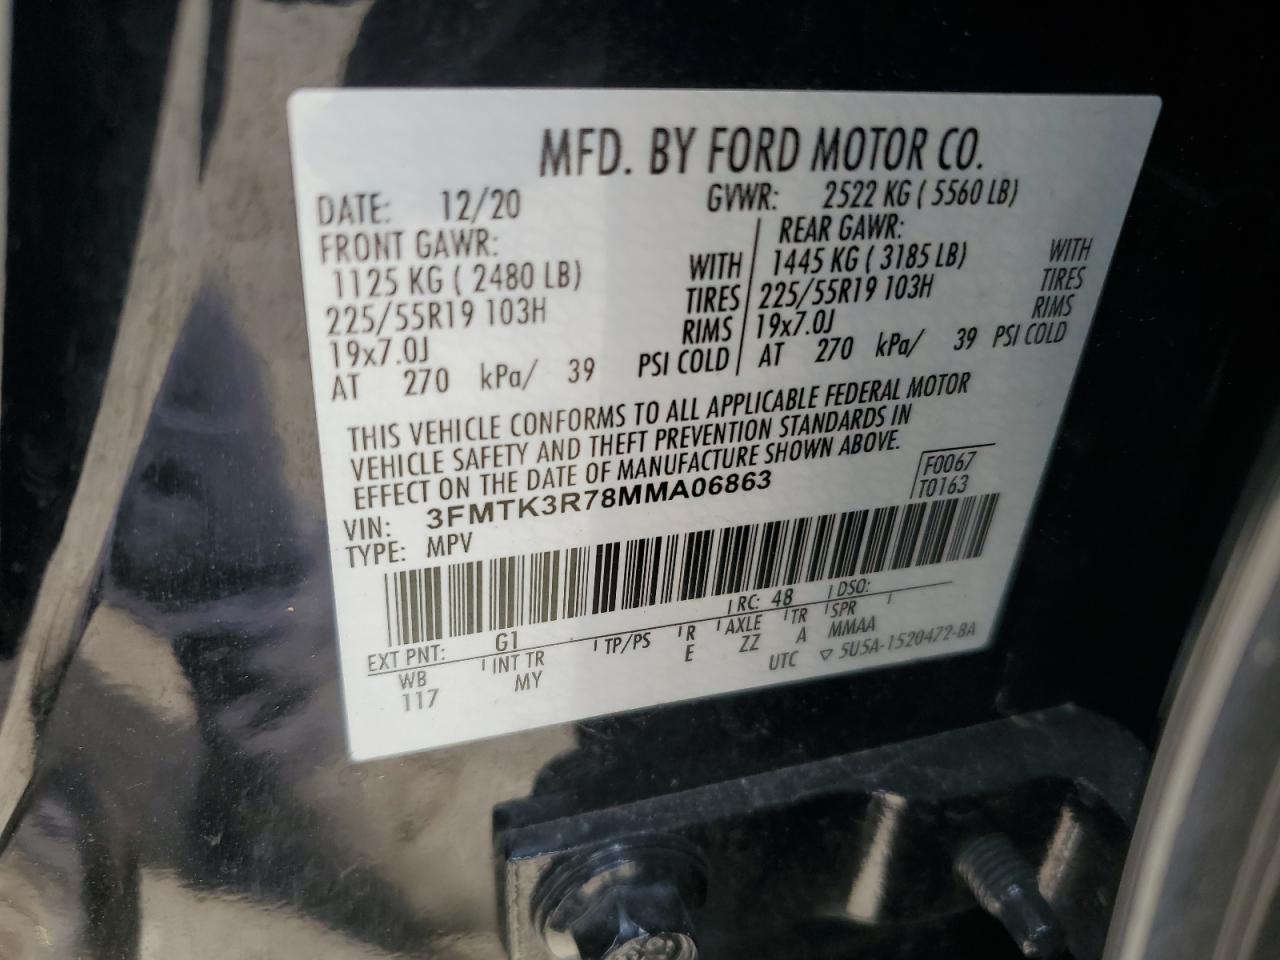 MFD. BY FORD MOTOR CO.
DATE: 12/20 GVWR: 2522 KG ( 5560 LB)
FRONT GAWR: REAR GAWR:
1125 KG ( 2480 LB) WITH 1445 KG ( 3185 LB) WITH
225/55R19 103H TIRES 225/55R19 103H TIRES
19x7.0J RIMS 19x7.0J RIMS
AT 270 kPa/ 39 PSI COLD AT 270 kPa/ 39 PSI COLD
THIS VEHICLE CONFORMS TO ALL APPLICABLE FEDERAL MOTOR
VEHICLE SAFETY AND THEFT PREVENTION STANDARDS IN
EFFECT ON THE DATE OF MANUFACTURE SHOWN ABOVE.
VIN: 3FMTK3R78MMA06863 F0067
TYPE: MPV T0163
EXT PNT: G1 RC: 48 DSO:
WB INT TR TP/PS R AXLE TR SPR
117 MY E ZZ A MMAA
UTC ▽ 5U5A-1520472-BA